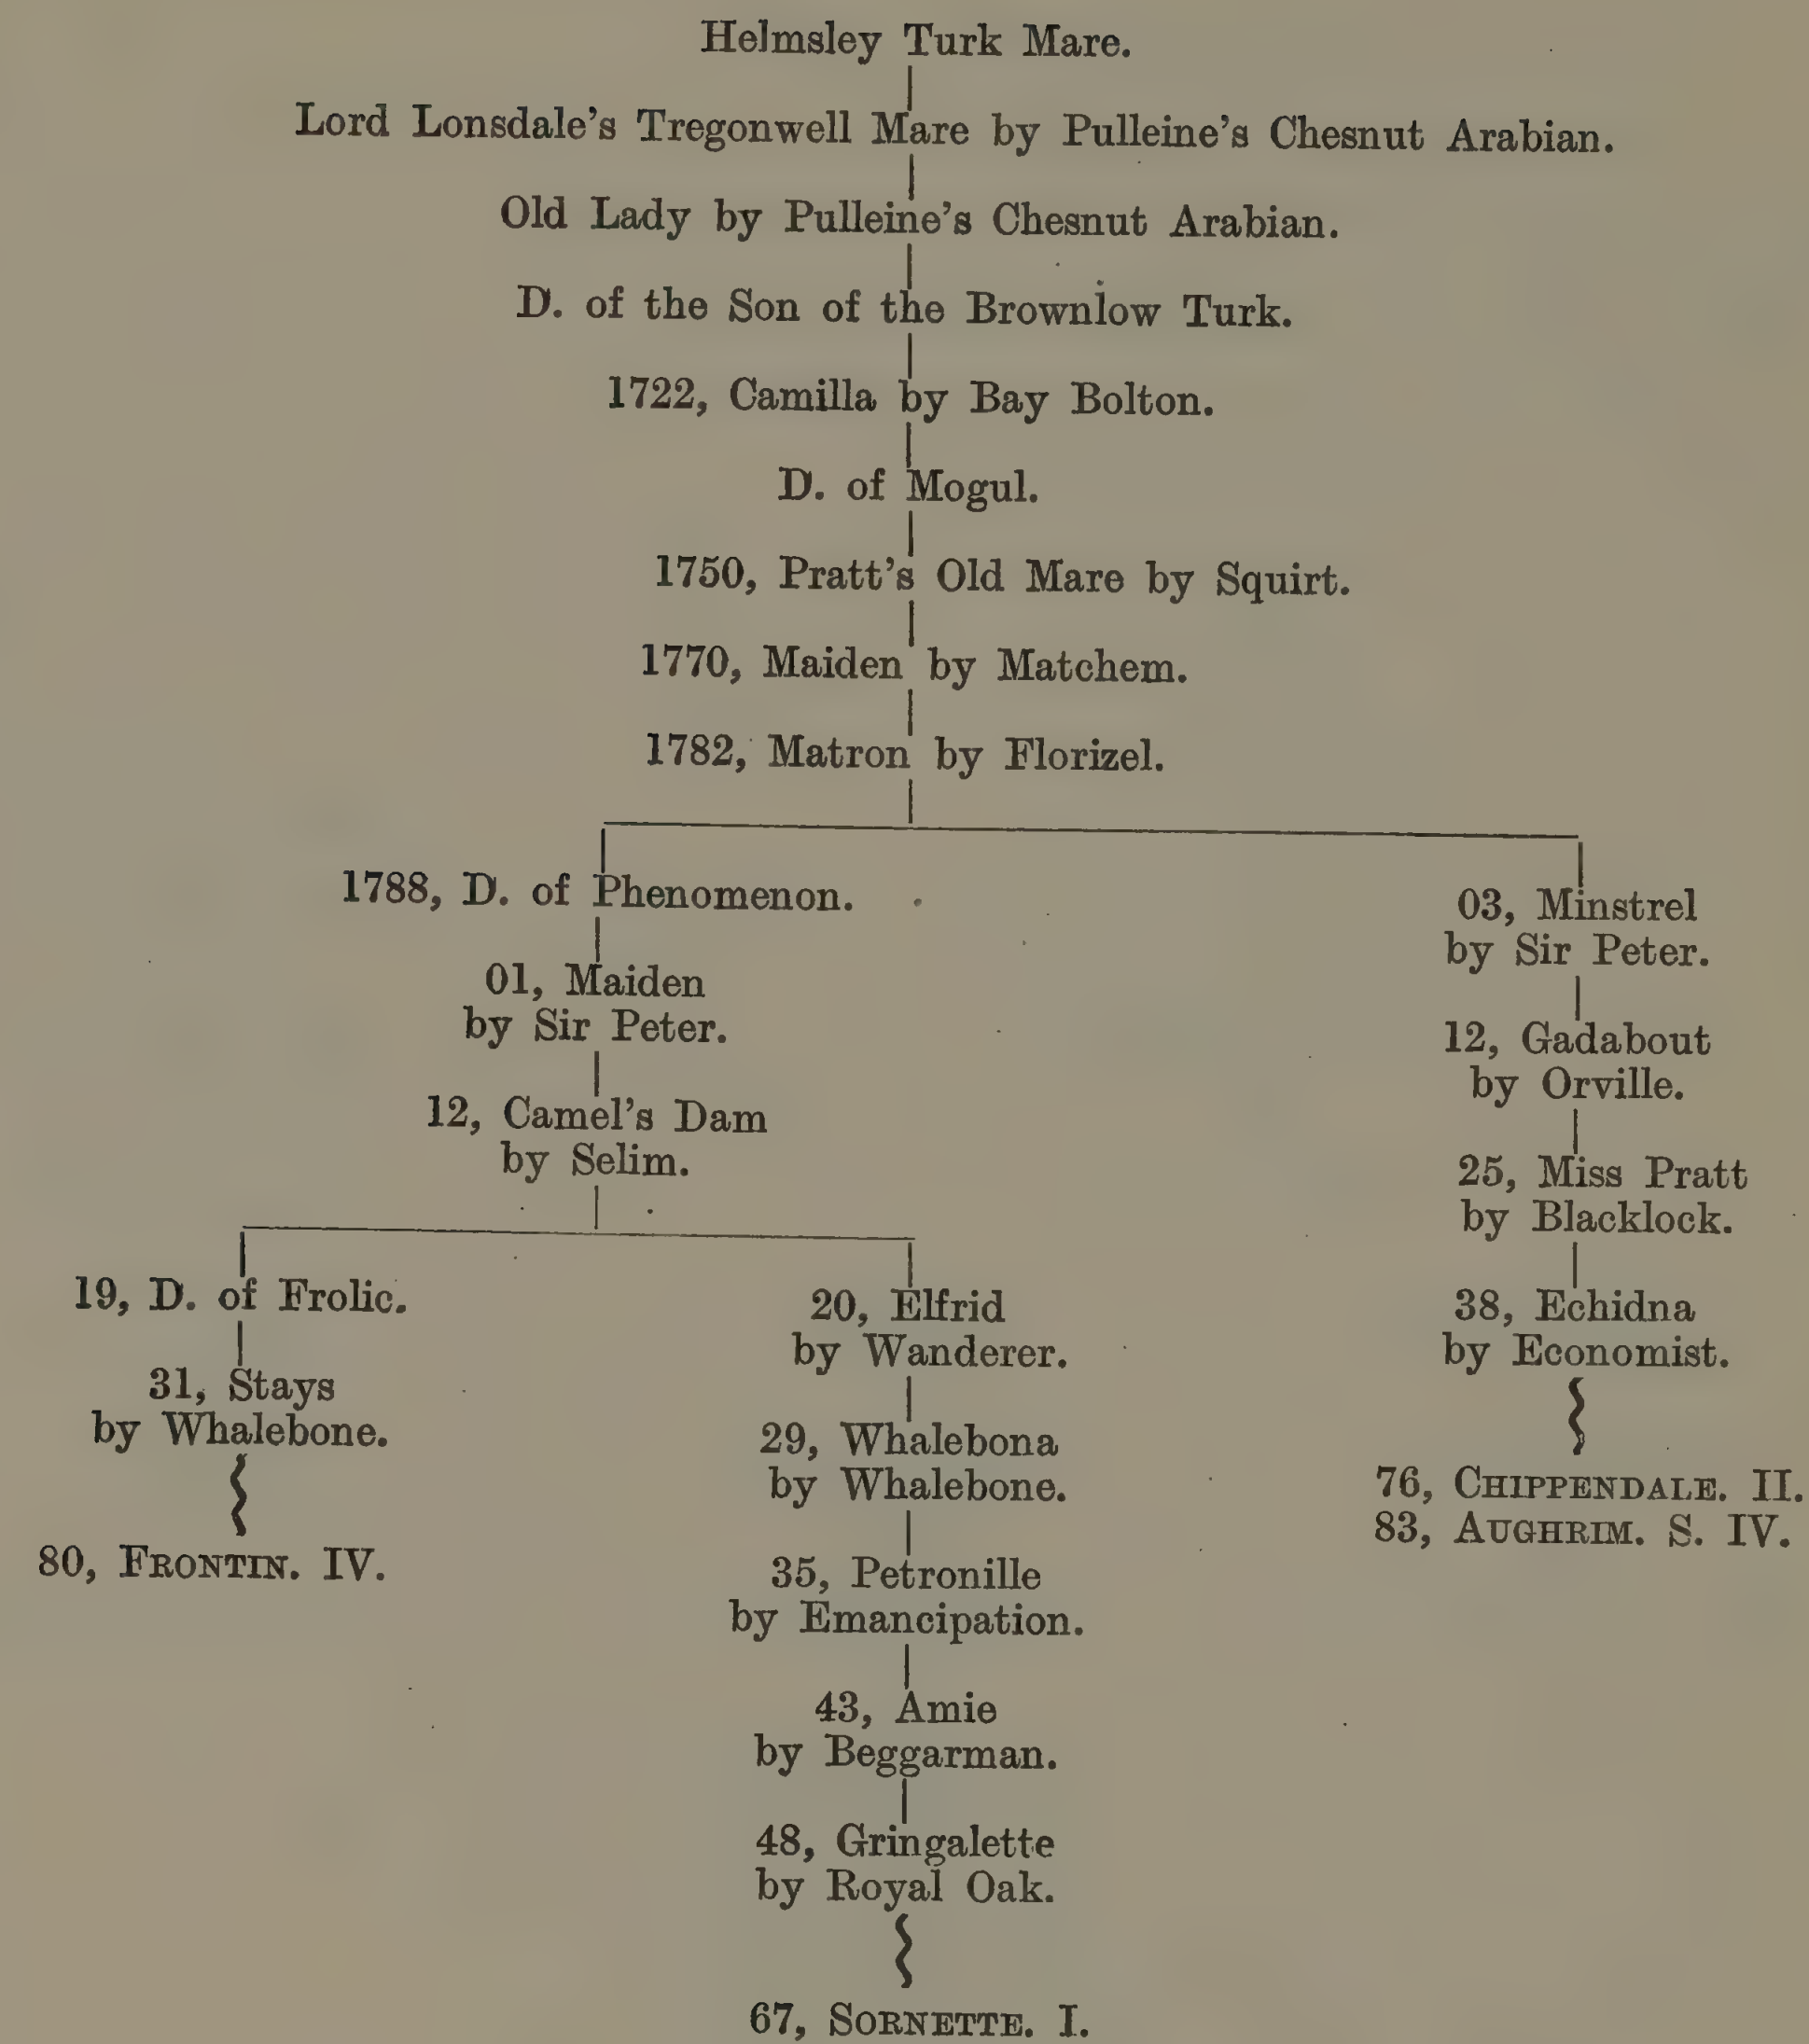 Helmsley Turk Mare.
Lord Lonsdale's Tregonwell Mare by Pulleine's Chesnut Arabian.
Old Lady by Pulleine's Chesnut Arabian.
D. of the Son of the Brownlow Turk.
1722, Camilla by Bay Bolton.
D. of Mogul.
1750, Pratt's Old Mare by Squirt.
1770, Maiden by Matchem.
1782, Matron by Florizel.
1788, D. of Phenomenon.
01, Maiden
by Sir Peter.
12, Camel's Dam
by Selim.
19, D. of Frolic.
31, Stays
by Whalebone.
80, FRONTIN. IV.
20, Elfrid
by Wanderer.
29, Whalebona
by Whalebone.
35, Petronille
by Emancipation.
43, Amie
by Beggarman.
48, Gringalette
by Royal Oak.
67, SORNETTE. I.
03, Minstrel
by Sir Peter.
12, Gadabout
by Orville.
25, Miss Pratt
by Blacklock.
38, Echidna
by Economist.
76, CHIPPENDALE. II.
83, AUGHRIM. S. IV.